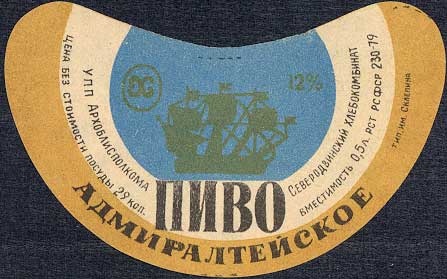 ЦЕНА БЕЗ СТОИМОСТИ ПОСУДЫ 29 коп.
УПП АРХОБЛИСПОЛКОМА
12%
СЕВЕРОДВИНСКИЙ ХЛЕБОКОМБИНАТ
ВМЕСТИМОСТЬ 0,5 л. РСТ РСФСР 230-79
ТИП. ИМ. СКЛЕПИНА
ПИВО
АДМИРАЛТЕЙСКОЕ